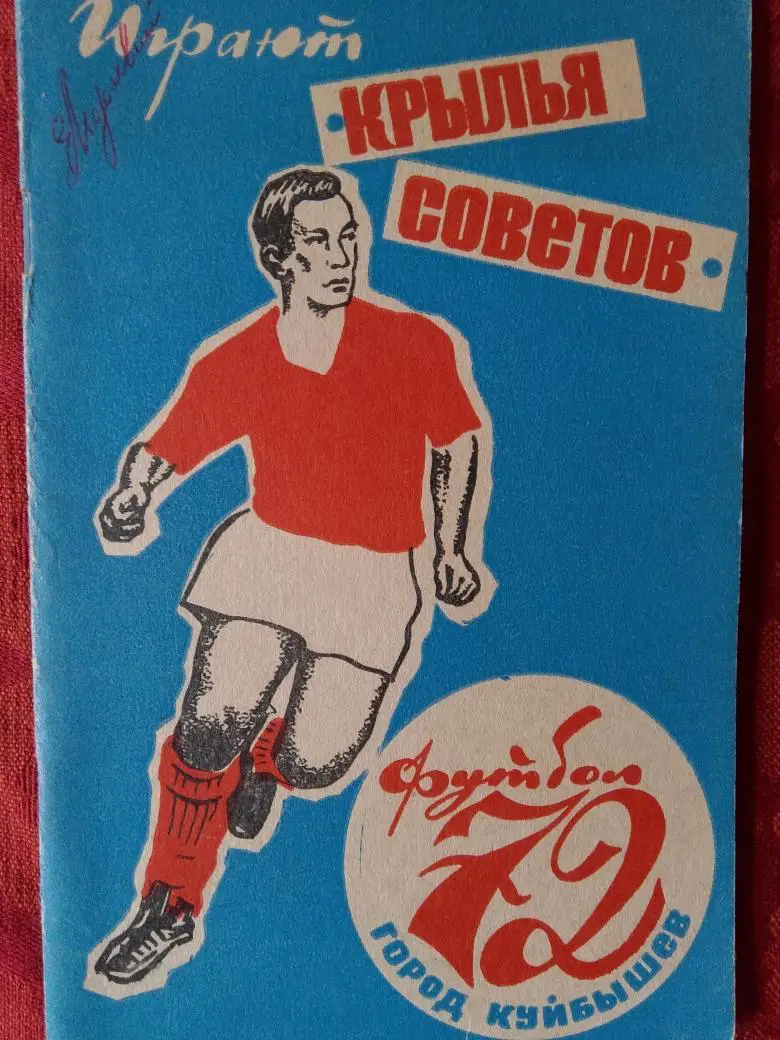 Играют
КРЫЛЬЯ
СОВЕТОВ
футбол
72
ГОРОД КУЙБЫШЕВ